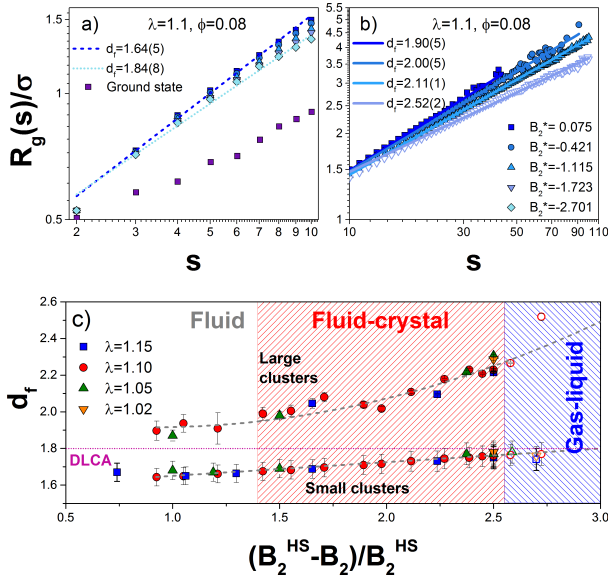 a)
λ=1.1, ϕ=0.08
d_f=1.64(5)
d_f=1.84(8)
Ground state
R_g(s)/σ
1.5
1
0.5
2 3 4 5 6 7 8 9 10
s
b)
λ=1.1, ϕ=0.08
d_f=1.90(5)
d_f=2.00(5)
d_f=2.11(1)
d_f=2.52(2)
B_2*= 0.075
B_2*=-0.421
B_2*=-1.115
B_2*=-1.723
B_2*=-2.701
5
4.5
4
3.5
3
2.5
2
1.5
1
10 30 50 70 90 110
s
c)
Fluid
Fluid-crystal
Gas-liquid
λ=1.15
λ=1.10
λ=1.05
λ=1.02
Large
clusters
DLCA
Small clusters
d_f
2.6
2.4
2.2
2.0
1.8
1.6
0.5 1.0 1.5 2.0 2.5 3.0
(B_2^HS-B_2)/B_2^HS